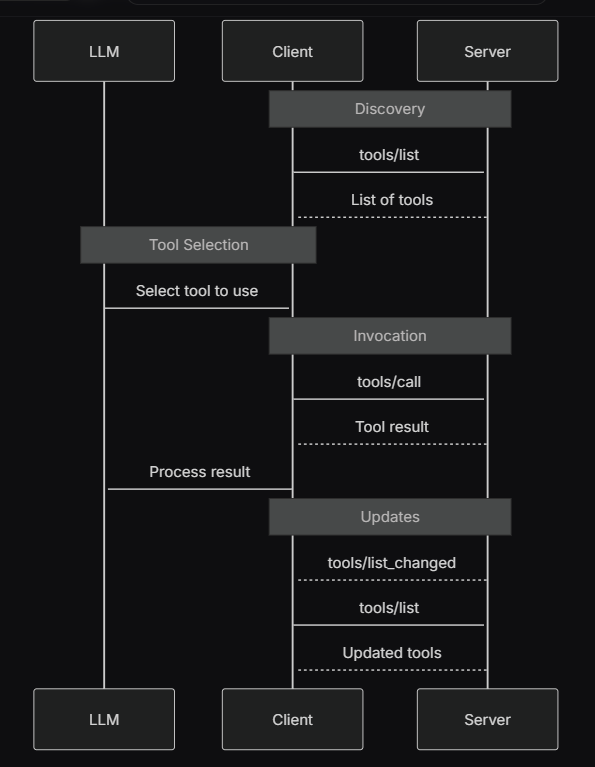 LLM
Client
Server
Discovery
tools/list
List of tools
Tool Selection
Select tool to use
Invocation
tools/call
Tool result
Process result
Updates
tools/list_changed
tools/list
Updated tools
LLM
Client
Server